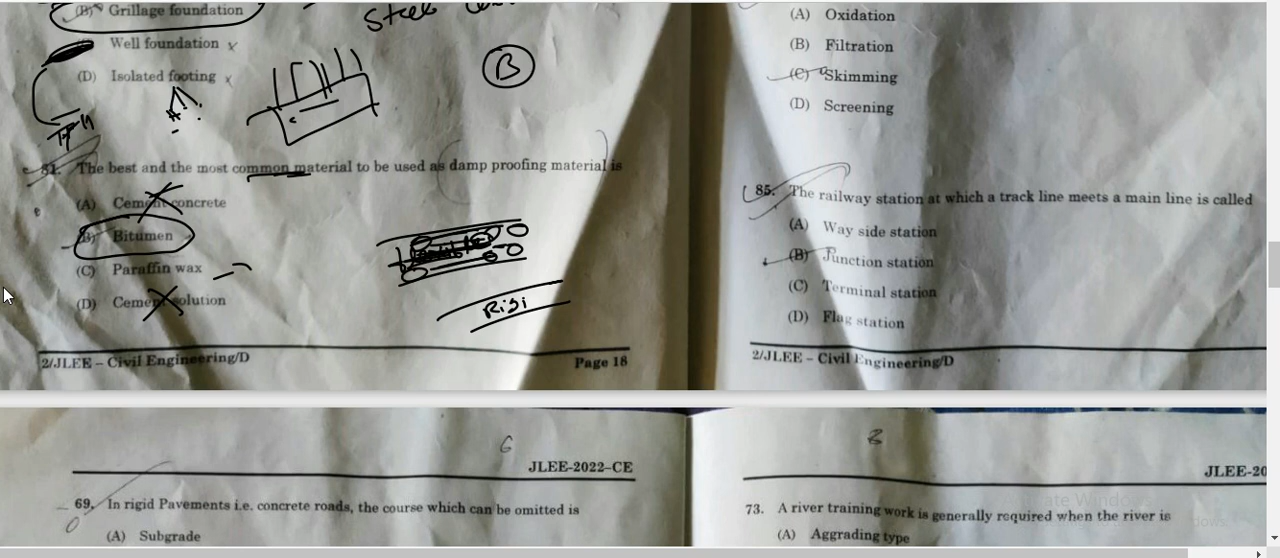 (B) Grillage foundation
Well foundation x
(D) Isolated footing x
B
81. The best and the most common material to be used as damp proofing material is
(A) Cement concrete
(B) Bitumen
(C) Paraffin wax
(D) Cement solution
2/JLEE – Civil Engineering/D
Page 18
(A) Oxidation
(B) Filtration
(C) Skimming
(D) Screening
85. The railway station at which a track line meets a main line is called
(A) Way side station
(B) Junction station
(C) Terminal station
(D) Flag station
2/JLEE – Civil Engineering/D
JLEE-2022–CE
69. In rigid Pavements i.e. concrete roads, the course which can be omitted is
(A) Subgrade
JLEE-20
73. A river training work is generally required when the river is
(A) Aggrading type